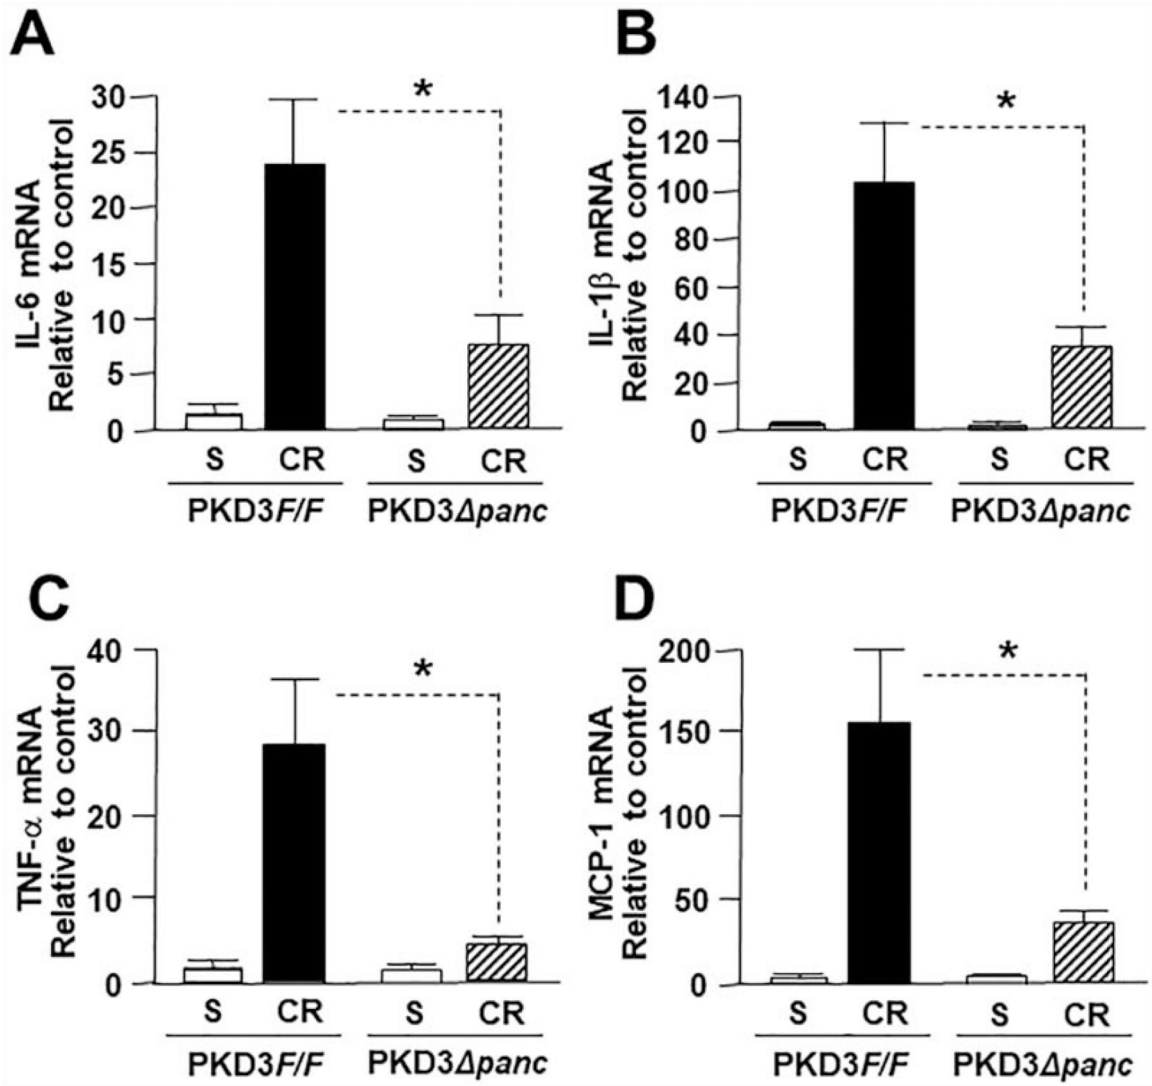 A
IL-6 mRNA
Relative to control
30
25
20
15
10
5
0
*
S CR S CR
PKD3F/F PKD3Δpanc
B
IL-1β mRNA
Relative to control
140
120
100
80
60
40
20
0
*
S CR S CR
PKD3F/F PKD3Δpanc
C
TNF-α mRNA
Relative to control
40
30
20
10
0
*
S CR S CR
PKD3F/F PKD3Δpanc
D
MCP-1 mRNA
Relative to control
200
150
100
50
0
*
S CR S CR
PKD3F/F PKD3Δpanc